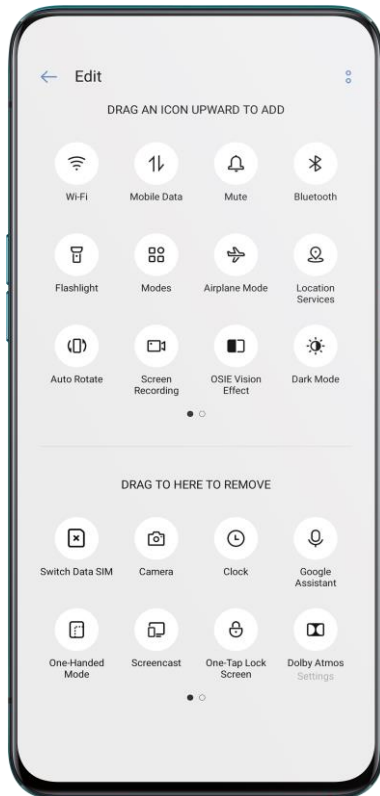 Edit
DRAG AN ICON UPWARD TO ADD
Wi-Fi
Mobile Data
Mute
Bluetooth
Flashlight
Modes
Airplane Mode
Location
Services
Auto Rotate
Screen
Recording
OSIE Vision
Effect
Dark Mode
DRAG TO HERE TO REMOVE
Switch Data SIM
Camera
Clock
Google
Assistant
One-Handed
Mode
Screencast
One-Tap Lock
Screen
Dolby Atmos
Settings